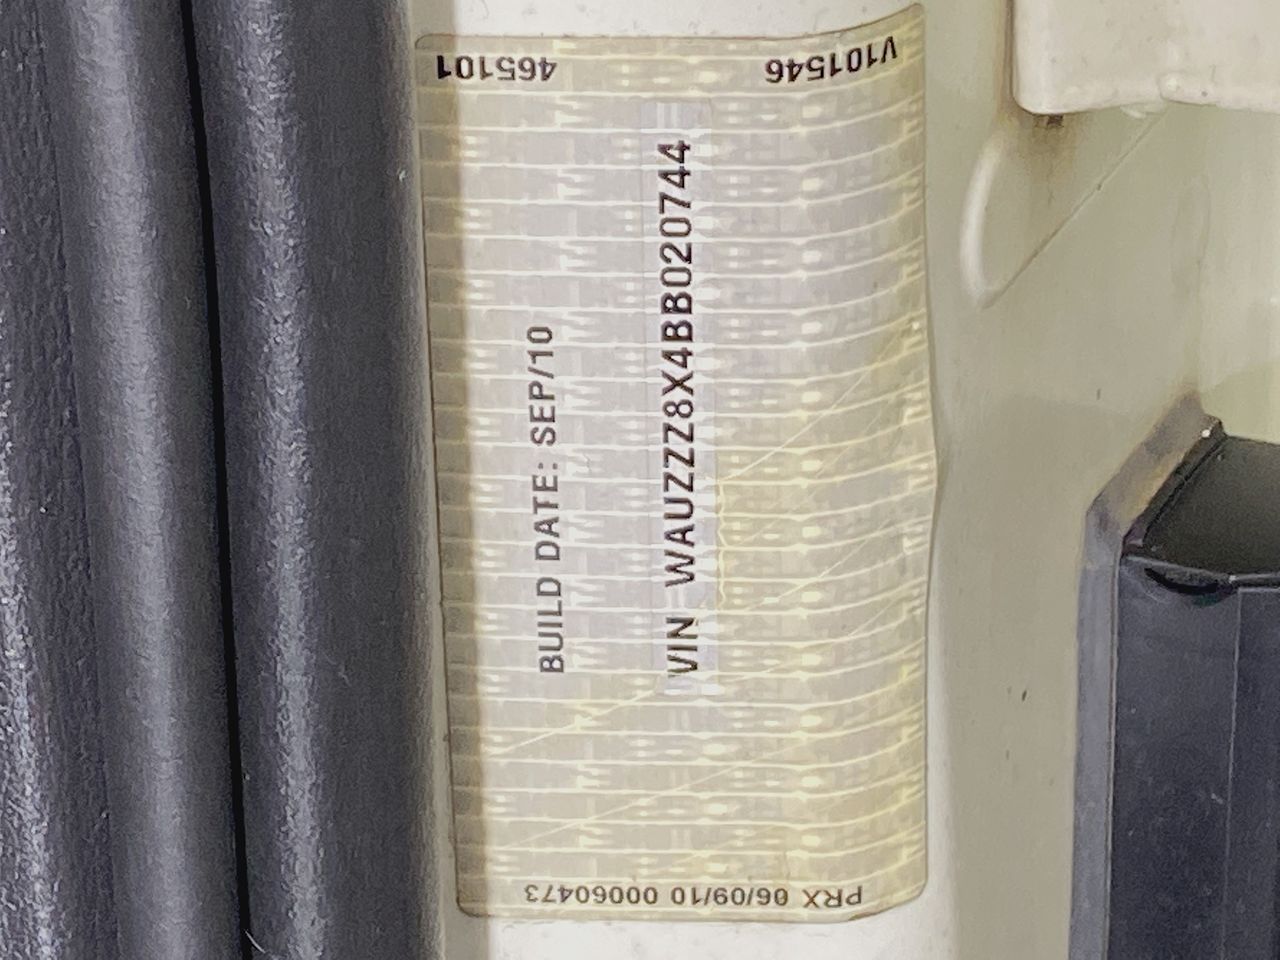 465101
V101546
BUILD DATE: SEP/10
VIN WAUZZZ8X4BB020744
PRX 06/09/10 00060473